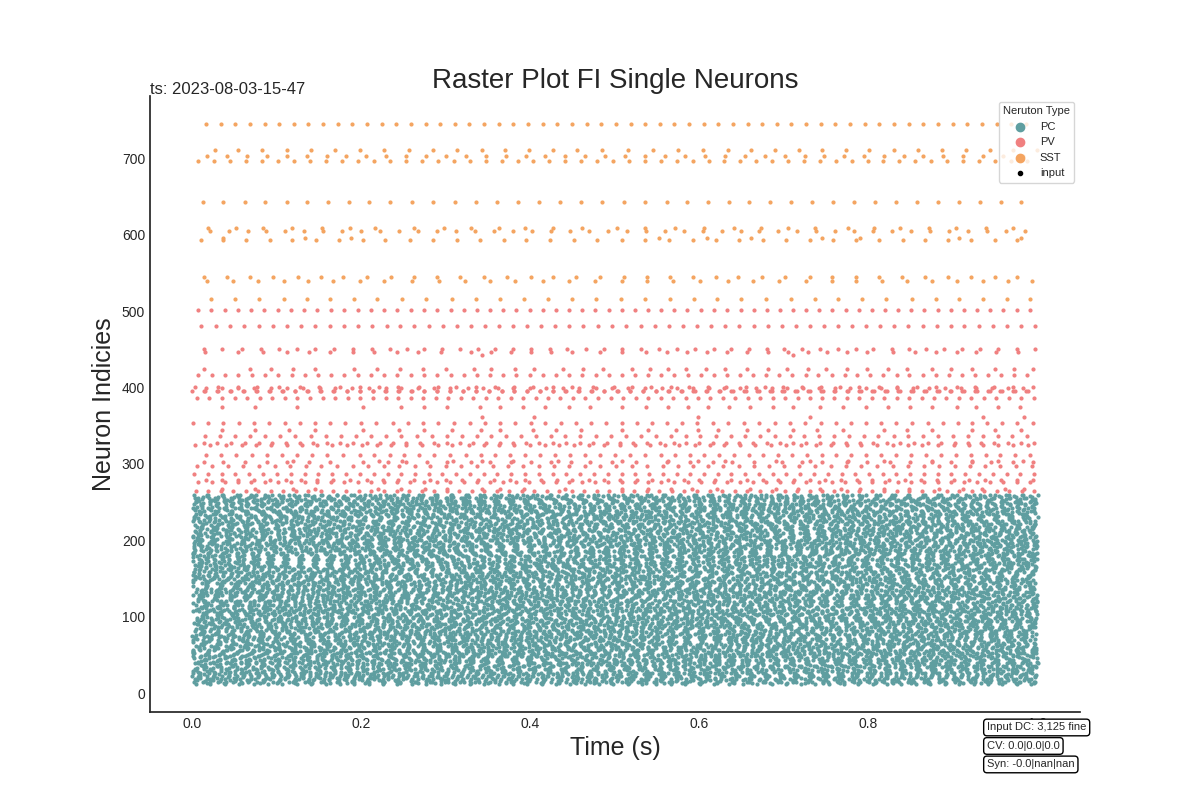 Raster Plot FI Single Neurons
ts: 2023-08-03-15-47
Neruton Type
PC
PV
SST
input
700
600
500
400
300
200
100
0
Neuron Indicies
0.0 0.2 0.4 0.6 0.8
Time (s)
Input DC: 3,125 fine
CV: 0.0|0.0|0.0
Syn: -0.0|nan|nan